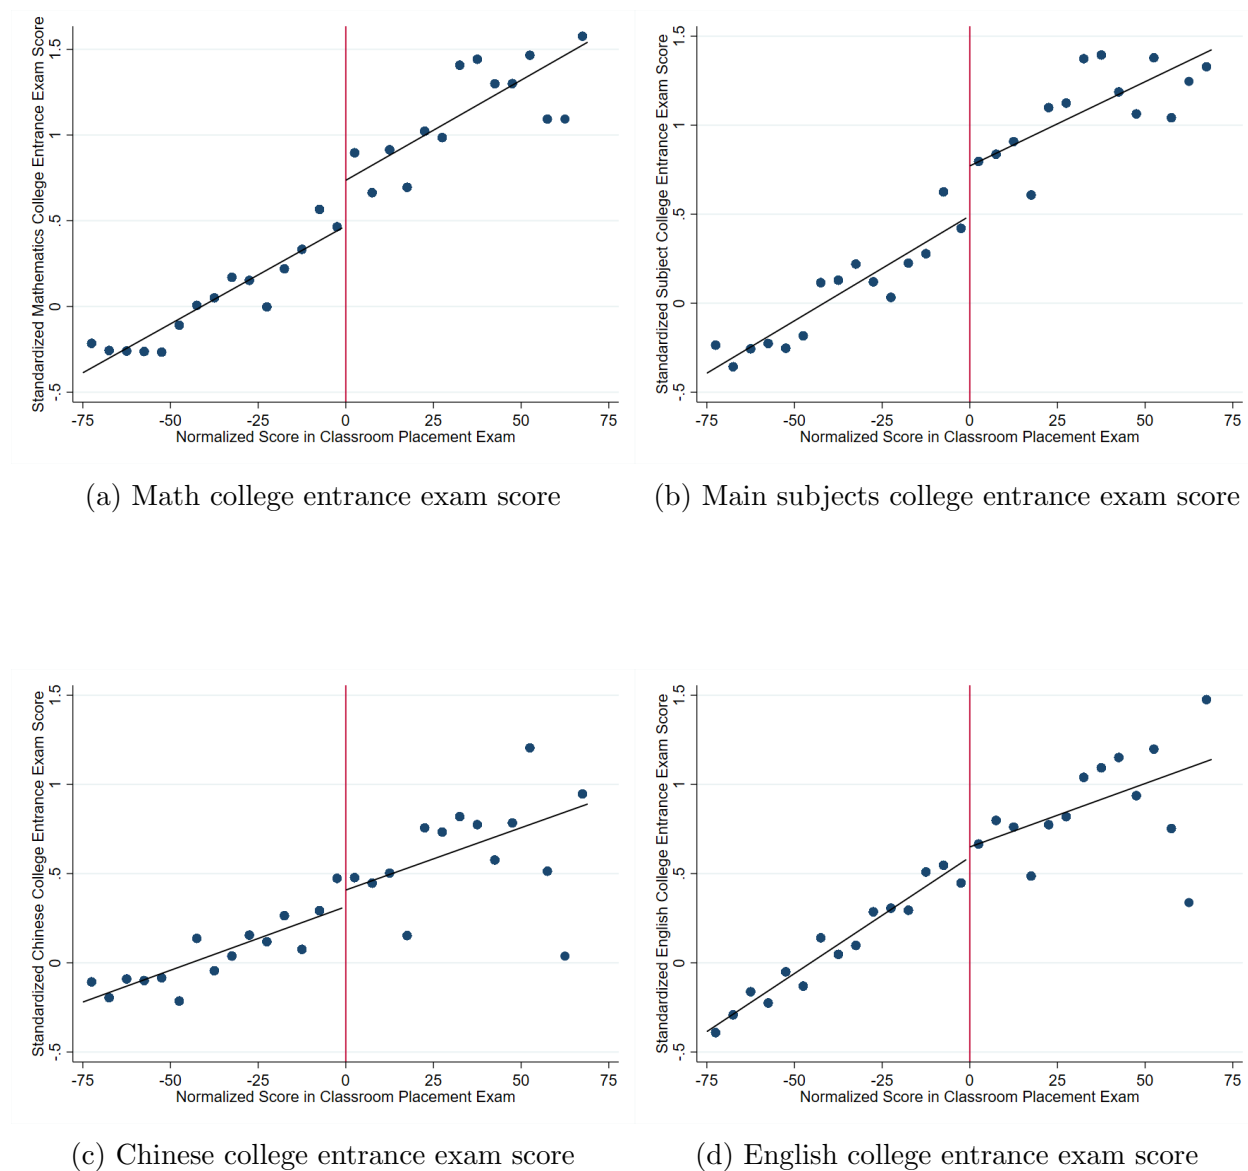 Standardized Mathematics College Entrance Exam Score
1.5
1
.5
0
-.5
-75 -50 -25 0 25 50 75
Normalized Score in Classroom Placement Exam
(a) Math college entrance exam score
Standardized Subject College Entrance Exam Score
1.5
1
.5
0
-.5
-75 -50 -25 0 25 50 75
Normalized Score in Classroom Placement Exam
(b) Main subjects college entrance exam score
Standardized Chinese College Entrance Exam Score
1.5
1
.5
0
-.5
-75 -50 -25 0 25 50 75
Normalized Score in Classroom Placement Exam
(c) Chinese college entrance exam score
Standardized English College Entrance Exam Score
1.5
1
.5
0
-.5
-75 -50 -25 0 25 50 75
Normalized Score in Classroom Placement Exam
(d) English college entrance exam score